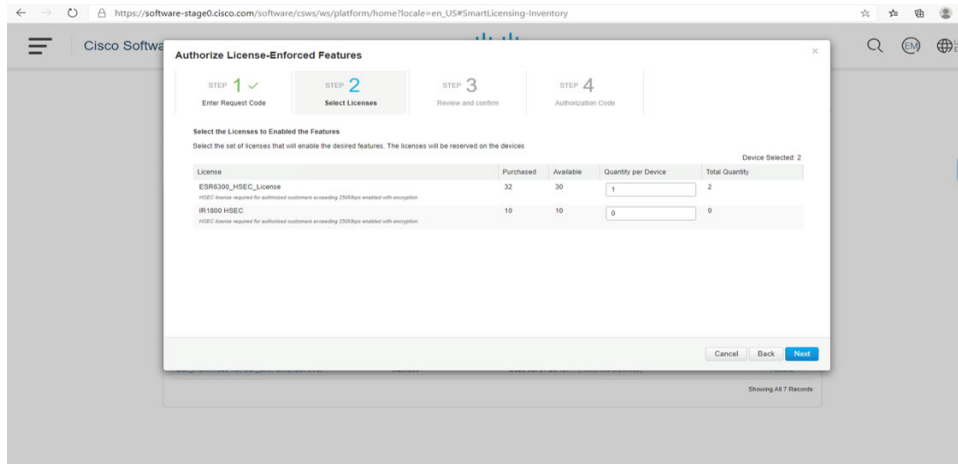 https://software-stage0.cisco.com/software/csws/ws/platform/home?locale=en_US#SmartLicensing-Inventory
Cisco Softwa
EM
Authorize License-Enforced Features
STEP 1
STEP 2
STEP 3
STEP 4
Enter Request Code
Select Licenses
Review and confirm
Authorization Code
Select the Licenses to Enabled the Features
Select the set of licenses that will enable the desired features. The licenses will be reserved on the devices
Device Selected: 2
License Purchased Available Quantity per Device Total Quantity
ESR6300_HSEC_License 32 30 1 2
HSEC license required for authorized customers exceeding 250Mbps enabled with encryption
IR1800 HSEC 10 10 0 0
HSEC license required for authorized customers exceeding 250Mbps enabled with encryption
Cancel Back Next
Showing All 7 Records